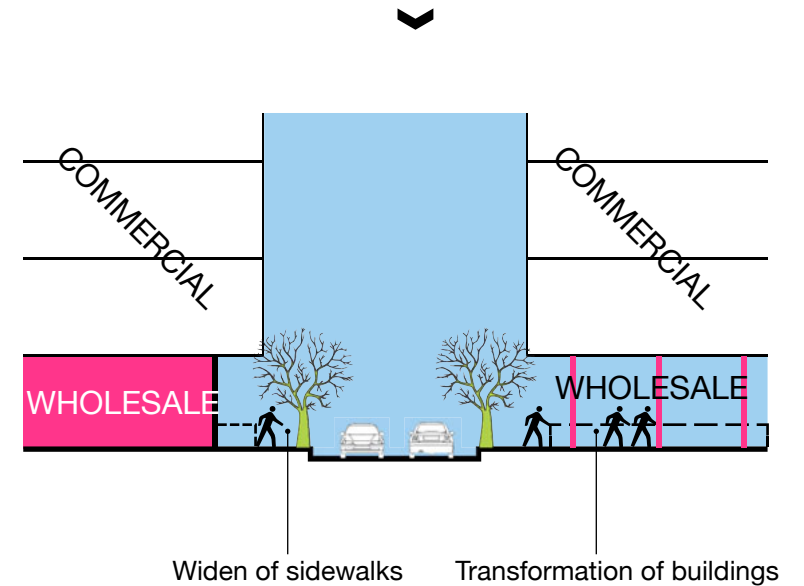 COMMERCIAL
COMMERCIAL
WHOLESALE
WHOLESALE
Widen of sidewalks
Transformation of buildings